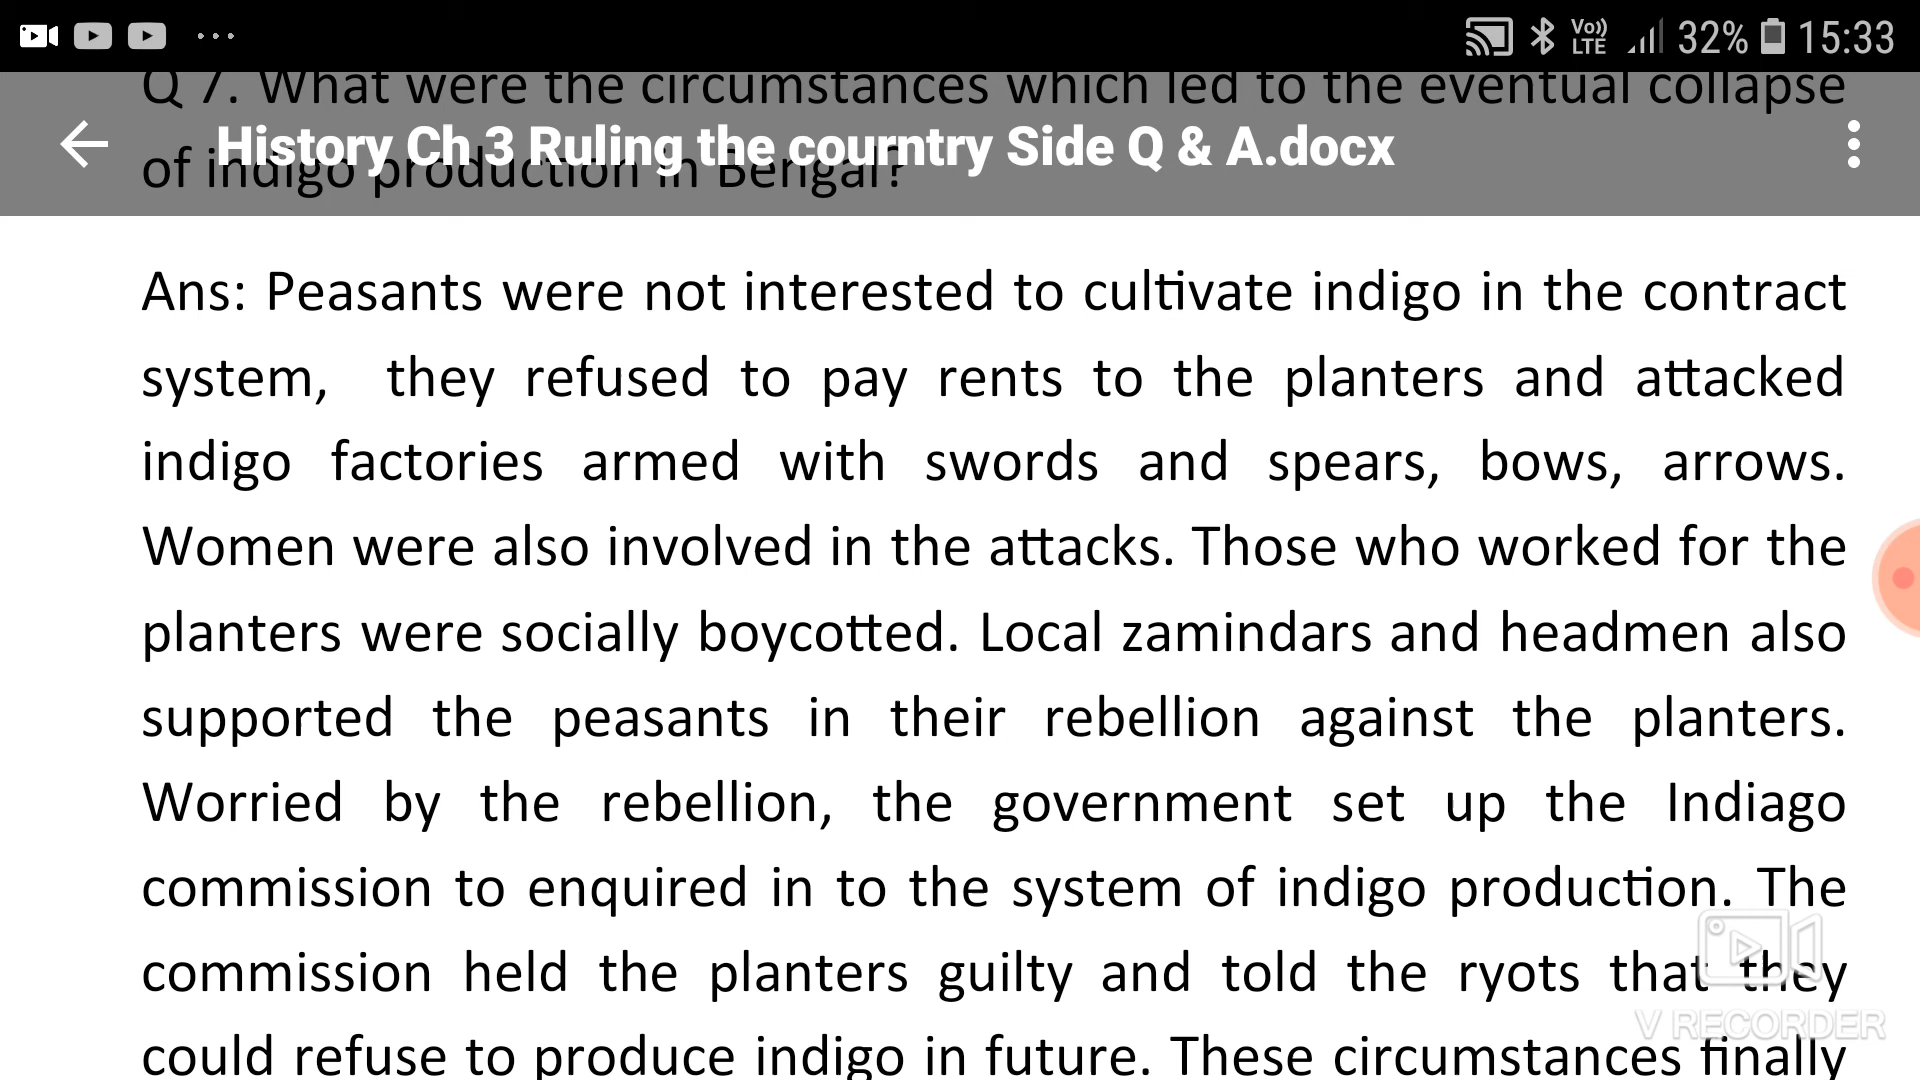 Vo)) LTE 32% 15:33
Q 7. What were the circumstances which led to the eventual collapse
History Ch 3 Ruling the courntry Side Q & A.docx
of indigo production in Bengal?
Ans: Peasants were not interested to cultivate indigo in the contract
system, they refused to pay rents to the planters and attacked
indigo factories armed with swords and spears, bows, arrows.
Women were also involved in the attacks. Those who worked for the
planters were socially boycotted. Local zamindars and headmen also
supported the peasants in their rebellion against the planters.
Worried by the rebellion, the government set up the Indiago
commission to enquired in to the system of indigo production. The
commission held the planters guilty and told the ryots that they
could refuse to produce indigo in future. These circumstances finally
V RECORDER